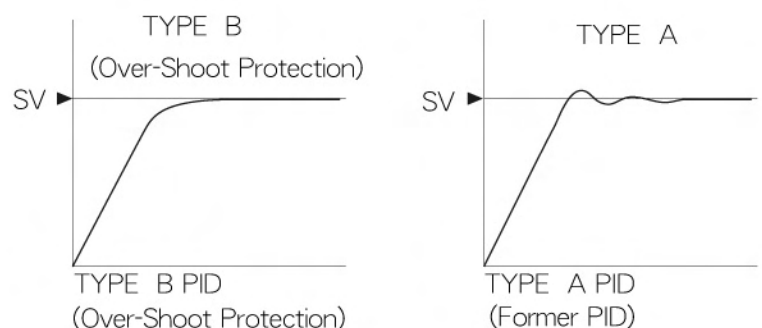 TYPE B
(Over-Shoot Protection)
SV
TYPE B PID
(Over-Shoot Protection)
TYPE A
SV
TYPE A PID
(Former PID)